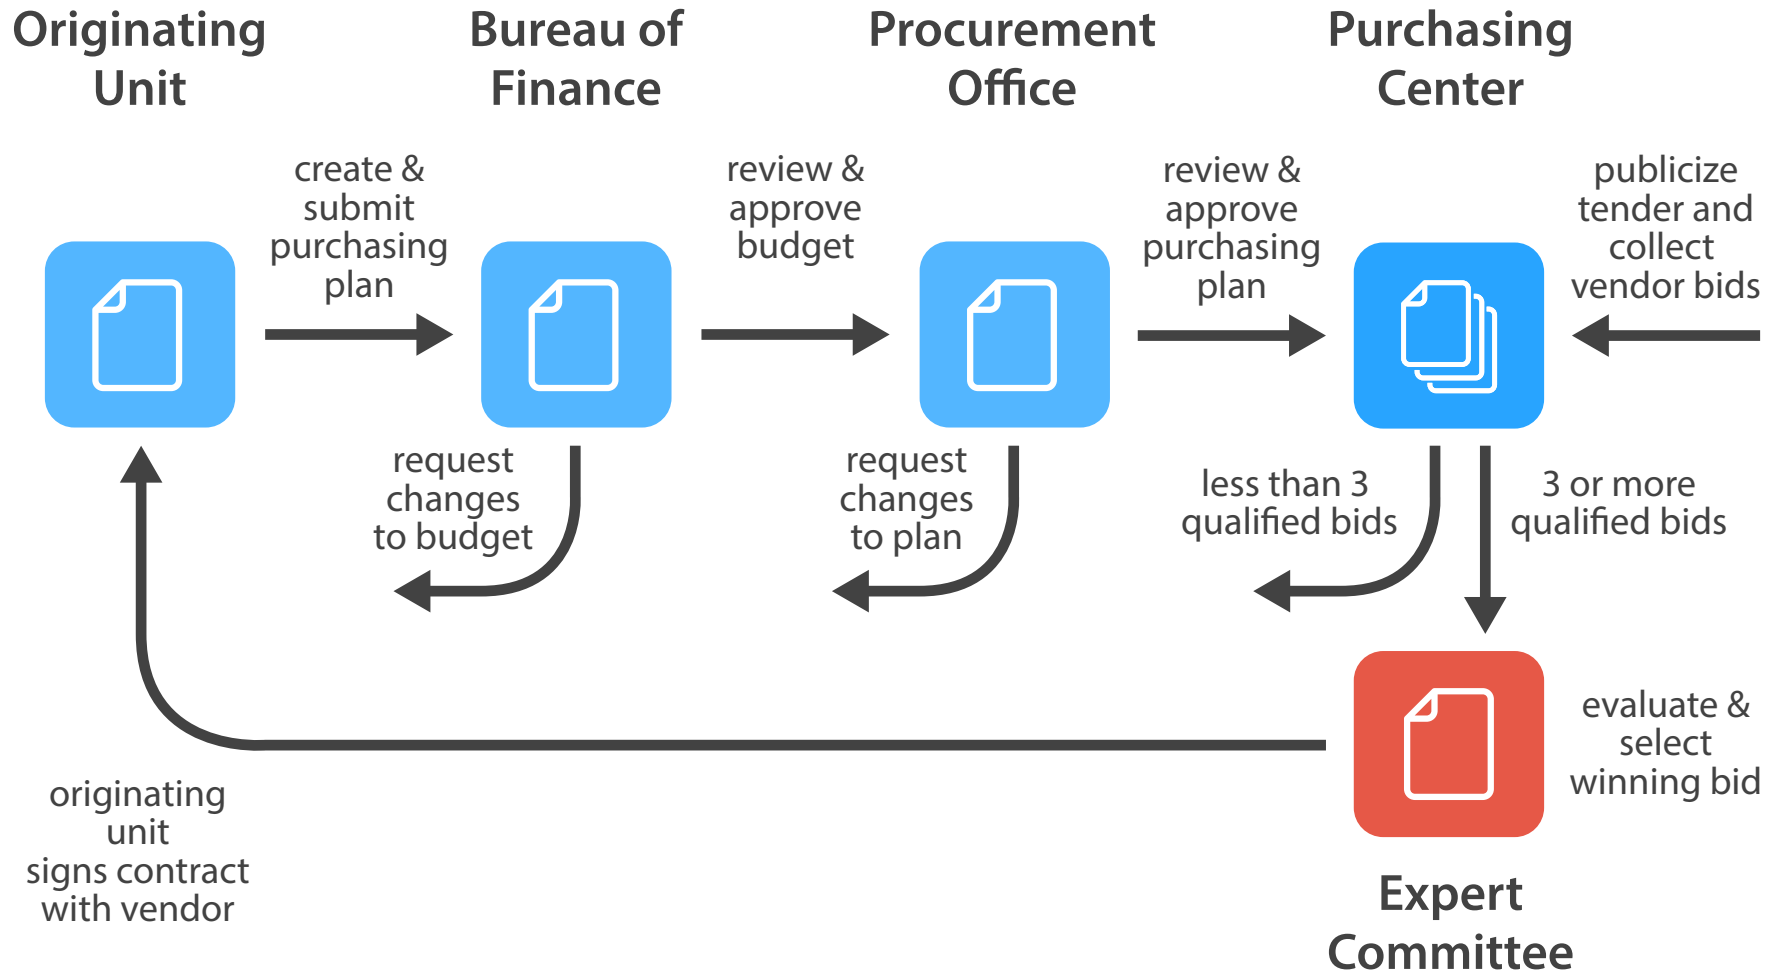 Originating
Unit
Bureau of
Finance
Procurement
Office
Purchasing
Center
create &
submit
purchasing
plan
review &
approve
budget
review &
approve
purchasing
plan
publicize
tender and
collect
vendor bids
request
changes
to budget
request
changes
to plan
less than 3
qualified bids
3 or more
qualified bids
evaluate &
select
winning bid
originating
unit
signs contract
with vendor
Expert
Committee